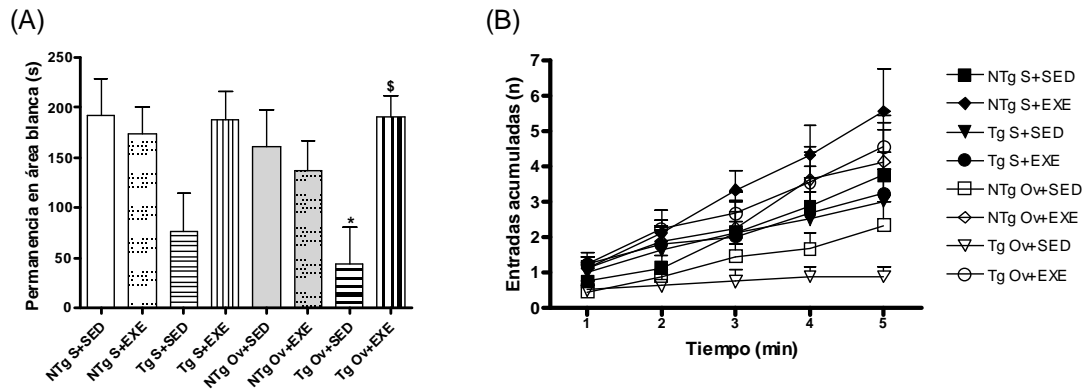 (A)
Permanencia en área blanca (s)
250
200
150
100
50
0
*
$
NTg S+SED
NTg S+EXE
Tg S+SED
Tg S+EXE
NTg Ov+SED
NTg Ov+EXE
Tg Ov+SED
Tg Ov+EXE
(B)
Entradas acumuladas (n)
7
6
5
4
3
2
1
0
1 2 3 4 5
Tiempo (min)
NTg S+SED
NTg S+EXE
Tg S+SED
Tg S+EXE
NTg Ov+SED
NTg Ov+EXE
Tg Ov+SED
Tg Ov+EXE